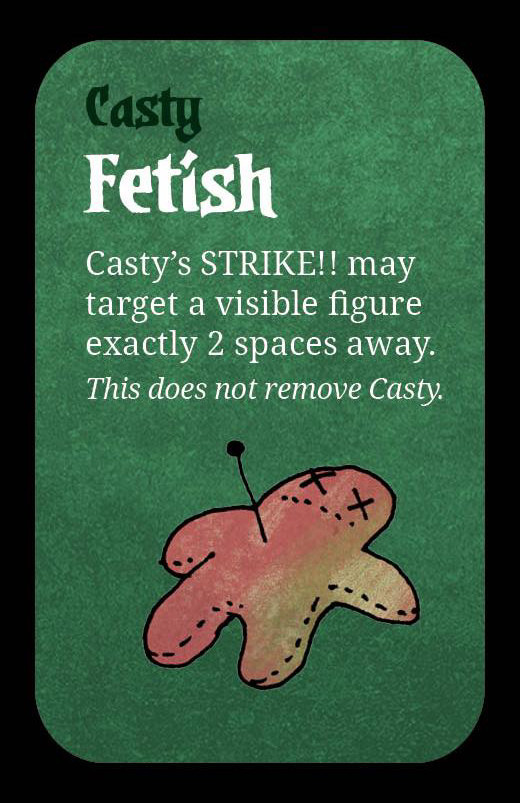 Casty
Fetish
Casty’s STRIKE!! may
target a visible figure
exactly 2 spaces away.
This does not remove Casty.